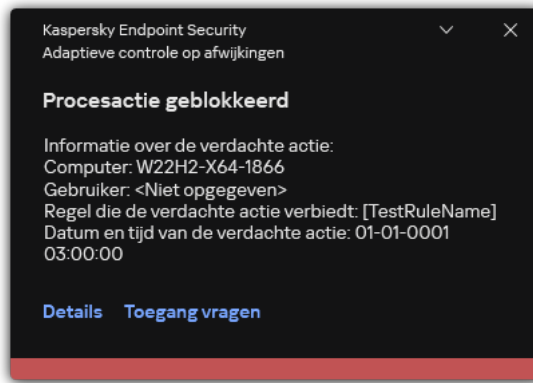 Kaspersky Endpoint Security
Adaptieve controle op afwijkingen
Procesactie geblokkeerd
Informatie over de verdachte actie:
Computer: W22H2-X64-1866
Gebruiker: <Niet opgegeven>
Regel die de verdachte actie verbiedt: [TestRuleName]
Datum en tijd van de verdachte actie: 01-01-0001
03:00:00
Details Toegang vragen